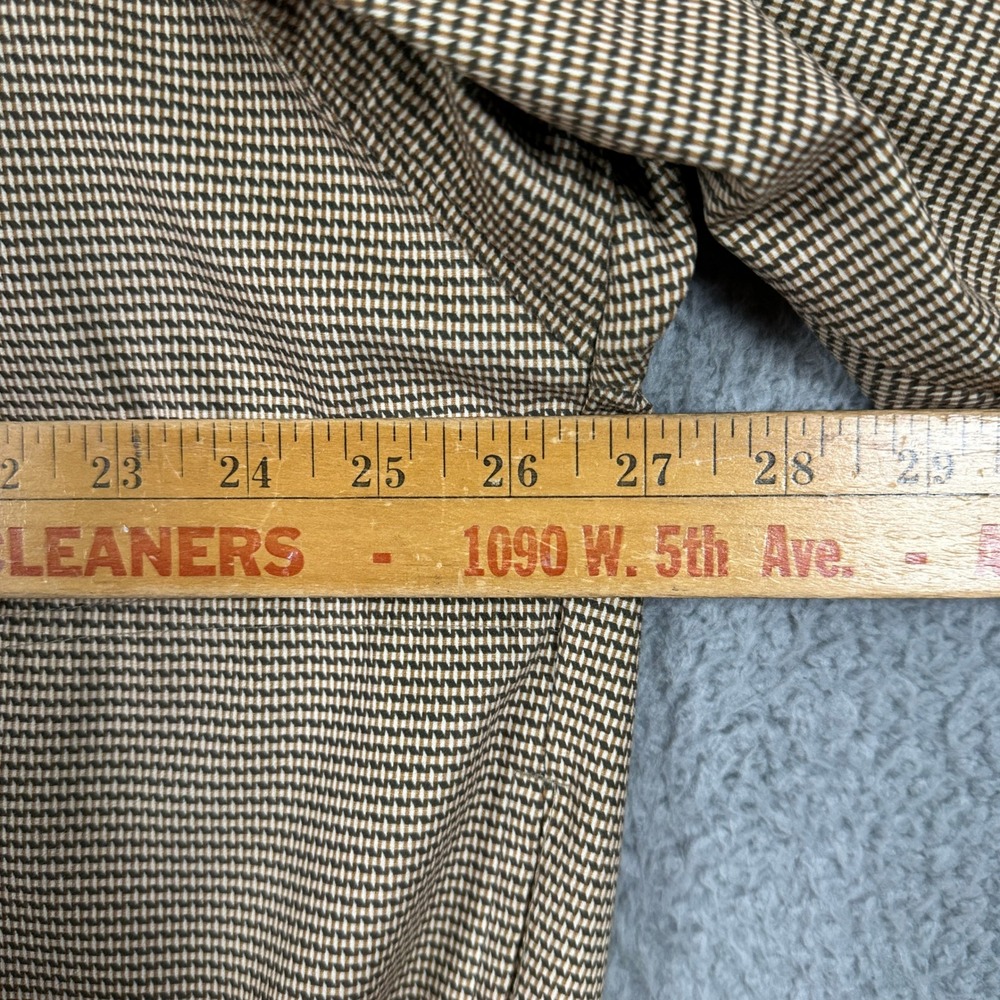 2 23 24 25 26 27 28 29
CLEANERS - 1090 W. 5th Ave. -